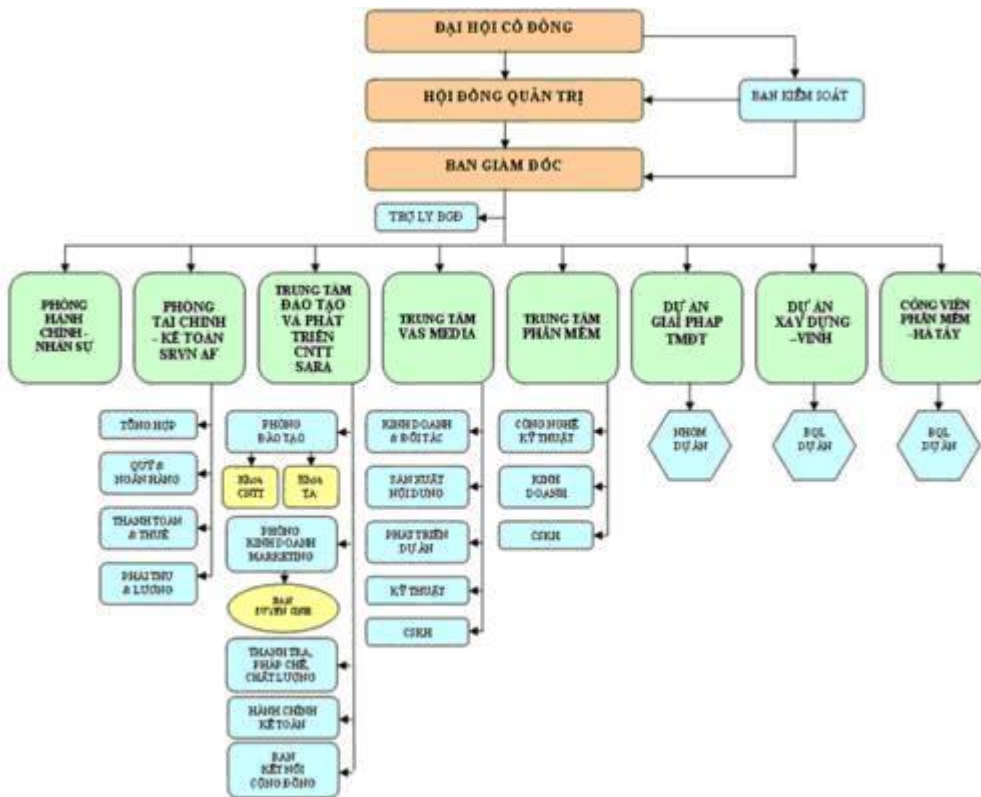 ĐẠI HỘI CỔ ĐÔNG
HỘI ĐỒNG QUẢN TRỊ
BAN KIỂM SOÁT
BAN GIÁM ĐỐC
TRỢ LÝ BGĐ
PHÒNG
HÀNH
CHÍNH -
NHÂN SỰ
PHÒNG
TÀI CHÍNH
- KẾ TOÁN
SRVN AF
TRUNG TÂM
ĐÀO TẠO
VÀ PHÁT
TRIỂN
CNTT
SARA
TRUNG TÂM
VAS MEDIA
TRUNG TÂM
PHẦN MỀM
DỰ ÁN
GIẢI PHÁP
TMĐT
DỰ ÁN
XÂY DỰNG
-VINH
CÔNG VIÊN
PHẦN MỀM
-HÀ TÂY
TỔNG HỢP
QUỸ &
NGÂN HÀNG
THANH TOÁN
& THUẾ
PHẢI THU
& LƯƠNG
PHÒNG
ĐÀO TẠO
Khoa
CNTT
Khoa
TA
PHÒNG
KINH DOANH
MARKETING
BAN
TUYỂN SINH
THANH TRA,
PHÁP CHẾ,
CHẤT LƯỢNG
HÀNH CHÍNH
KẾ TOÁN
BAN
KẾT NỐI
CỘNG ĐỒNG
KINH DOANH
& ĐỐI TÁC
SẢN XUẤT
NỘI DUNG
PHÁT TRIỂN
DỰ ÁN
KỸ THUẬT
CSKH
CÔNG NGHỆ
KỸ THUẬT
KINH
DOANH
CSKH
NHÓM
DỰ ÁN
BQL
DỰ ÁN
BQL
DỰ ÁN